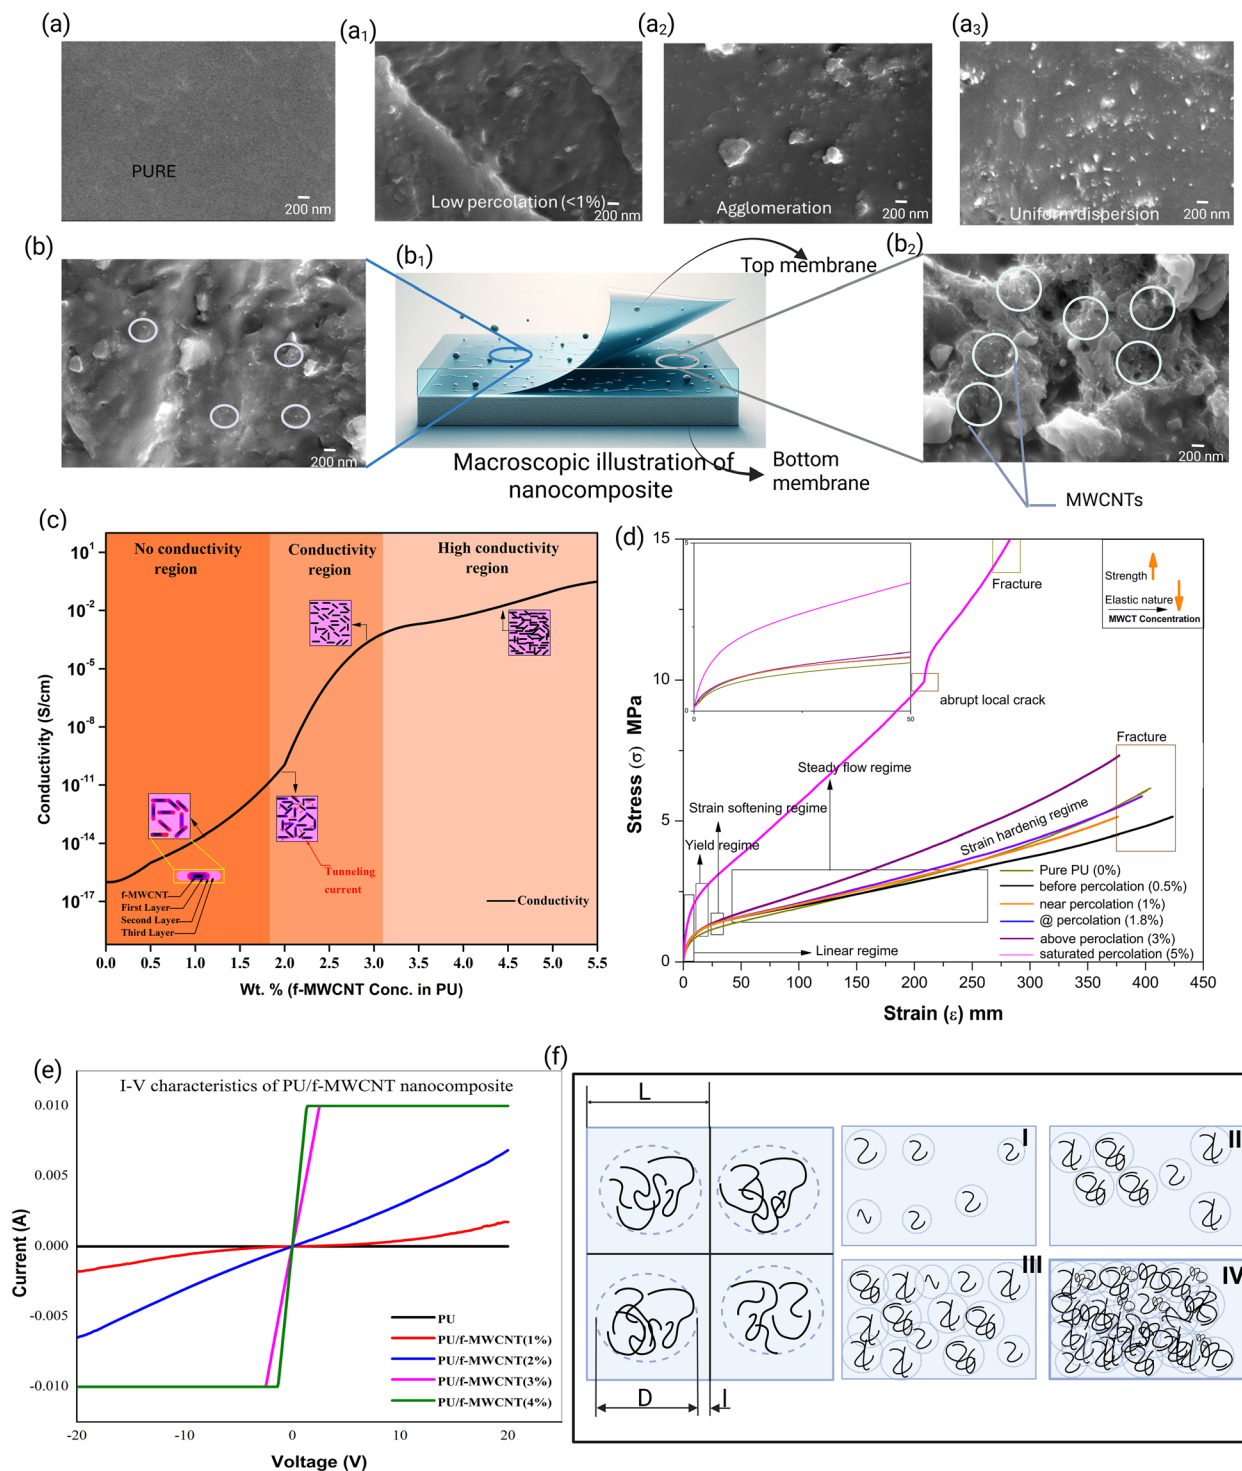 (a)
(a1)
(a2)
(a3)
PURE
200 nm
Low percolation (<1%)
200 nm
Agglomeration
200 nm
Uniform dispersion
200 nm
(b)
(b1)
(b2)
Top membrane
200 nm
200 nm
Macroscopic illustration of
nanocomposite
Bottom
membrane
MWCNTs
(c)
No conductivity
region
Conductivity
region
High conductivity
region
Conductivity (S/cm)
10^1
10^-2
10^-5
10^-8
10^-11
10^-14
10^-17
Tunneling
current
f-MWCNT
First Layer
Second Layer
Third Layer
Conductivity
0.0 0.5 1.0 1.5 2.0 2.5 3.0 3.5 4.0 4.5 5.0 5.5
Wt. % (f-MWCNT Conc. in PU)
(d)
Stress (σ) MPa
15
10
5
0
5
0
0
50
Fracture
Strength
Elastic nature
MWCT Concentration
abrupt local crack
Fracture
Steady flow regime
Strain softening regime
Yield regime
Strain hardenig regime
Linear regime
Pure PU (0%)
before percolation (0.5%)
near percolation (1%)
@ percolation (1.8%)
above peroclation (3%)
saturated percolation (5%)
0 50 100 150 200 250 300 350 400 450
Strain (ε) mm
(e)
I-V characteristics of PU/f-MWCNT nanocomposite
Current (A)
0.010
0.005
0.000
-0.005
-0.010
PU
PU/f-MWCNT(1%)
PU/f-MWCNT(2%)
PU/f-MWCNT(3%)
PU/f-MWCNT(4%)
-20 -10 0 10 20
Voltage (V)
(f)
L
D
I
I
II
III
IV